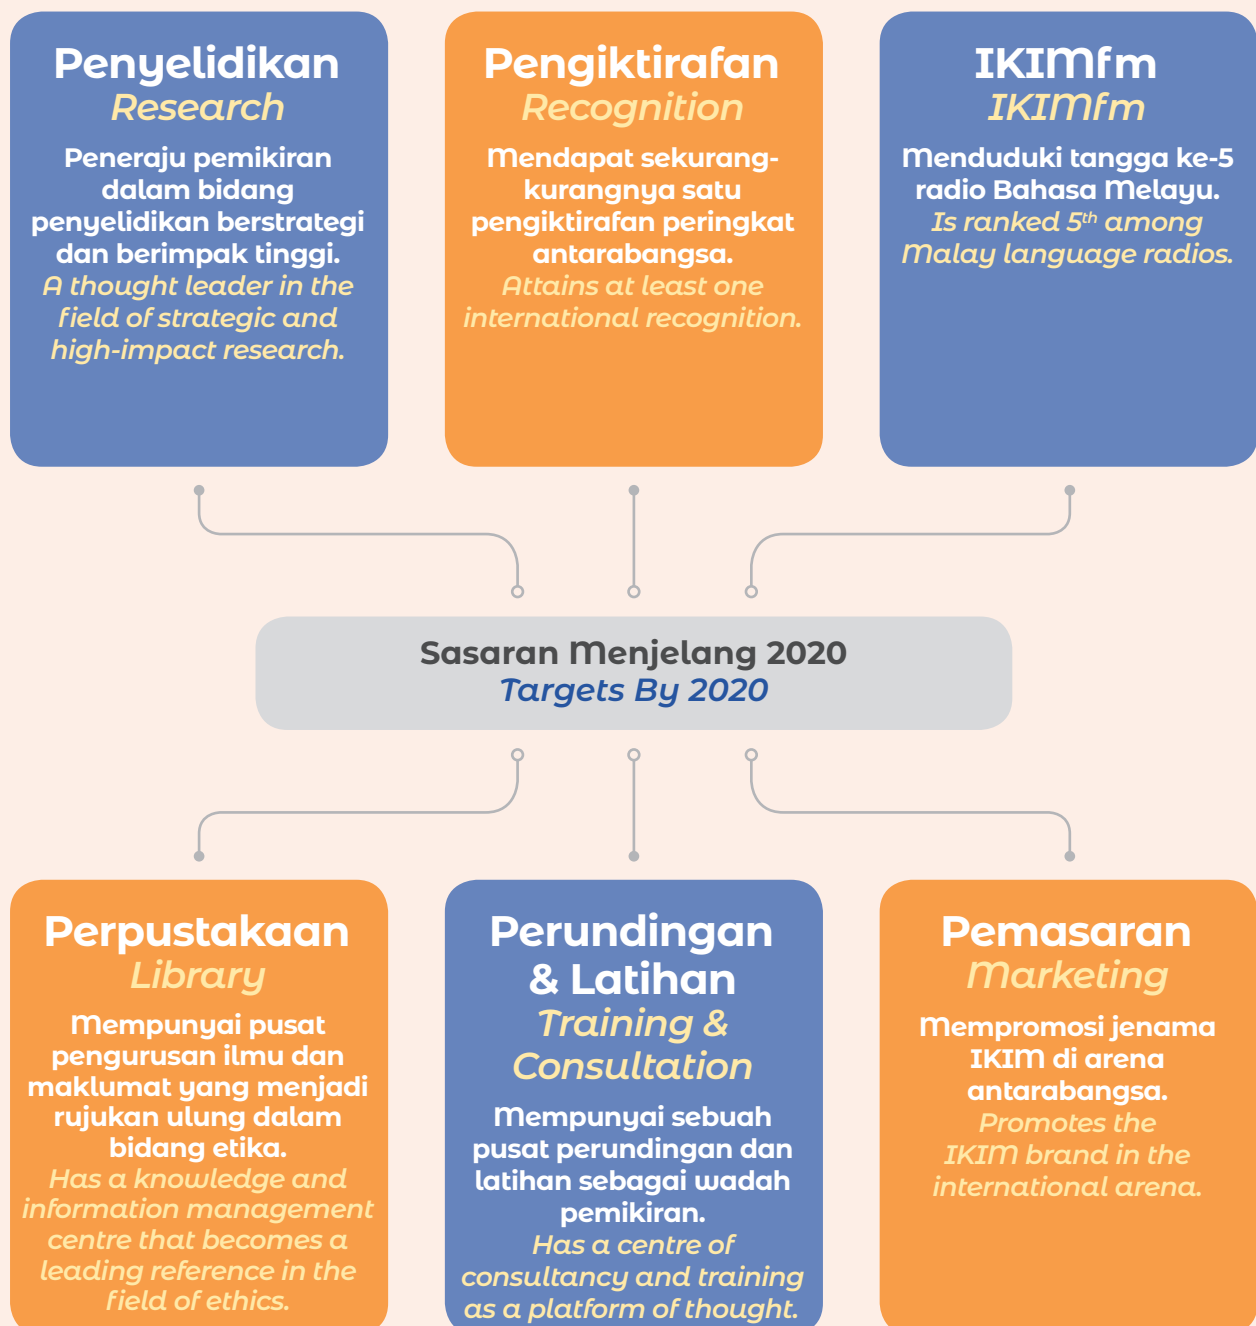 Penyelidikan
Research
Peneraju pemikiran
dalam bidang
penyelidikan berstrategi
dan berimpak tinggi.
A thought leader in the
field of strategic and
high-impact research.
Pengiktirafan
Recognition
Mendapat sekurang-
kurangnya satu
pengiktirafan peringkat
antarabangsa.
Attains at least one
international recognition.
IKIMfm
IKIMfm
Menduduki tangga ke-5
radio Bahasa Melayu.
Is ranked 5th among
Malay language radios.
Sasaran Menjelang 2020
Targets By 2020
Perpustakaan
Library
Mempunyai pusat
pengurusan ilmu dan
maklumat yang menjadi
rujukan ulung dalam
bidang etika.
Has a knowledge and
information management
centre that becomes a
leading reference in the
field of ethics.
Perundingan
& Latihan
Training &
Consultation
Mempunyai sebuah
pusat perundingan dan
latihan sebagai wadah
pemikiran.
Has a centre of
consultancy and training
as a platform of thought.
Pemasaran
Marketing
Mempromosi jenama
IKIM di arena
antarabangsa.
Promotes the
IKIM brand in the
international arena.